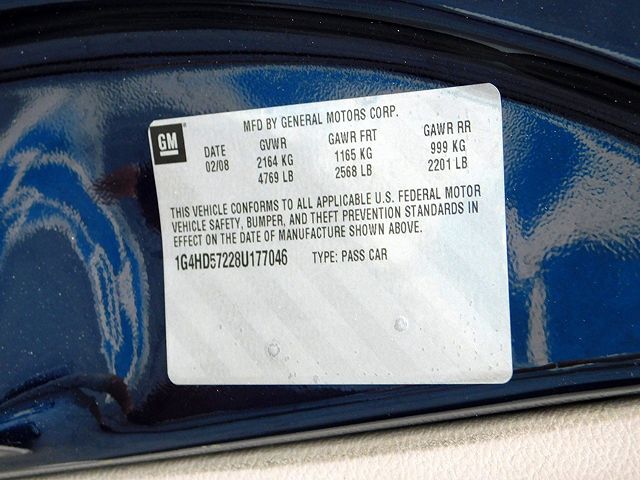 MFD BY GENERAL MOTORS CORP.
GM
DATE GVWR GAWR FRT GAWR RR
02/08 2164 KG 1165 KG 999 KG
4769 LB 2568 LB 2201 LB
THIS VEHICLE CONFORMS TO ALL APPLICABLE U.S. FEDERAL MOTOR
VEHICLE SAFETY, BUMPER, AND THEFT PREVENTION STANDARDS IN
EFFECT ON THE DATE OF MANUFACTURE SHOWN ABOVE.
1G4HD57228U177046 TYPE: PASS CAR